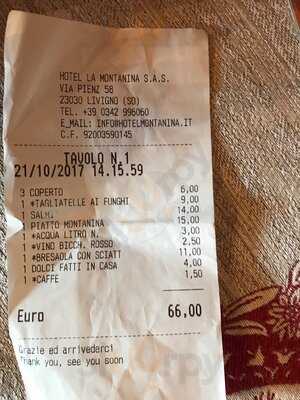 HOTEL LA MONTANINA S.A.S.
VIA PIENZ 58
23030 LIVIGNO (SO)
TEL. +39 0342 996060
E_MAIL: INFO@HOTELMONTANINA.IT
C.F. 92003590145
TAVOLO N.1
21/10/2017 14.15.59
3 COPERTO 6,00
1 *TAGLIATELLE AI FUNGHI 9,00
1 SALMI 14,00
1 PIATTO MONTANINA 15,00
1 *ACQUA LITRO N. 3,00
1 *VINO BICCH. ROSSO 2,50
1 *BRESAOLA CON SCIATT 11,00
1 DOLCI FATTI IN CASA 4,00
1 *CAFFE 1,50
Euro 66,00
Grazie ed arrivederci
Thank you, see you soon